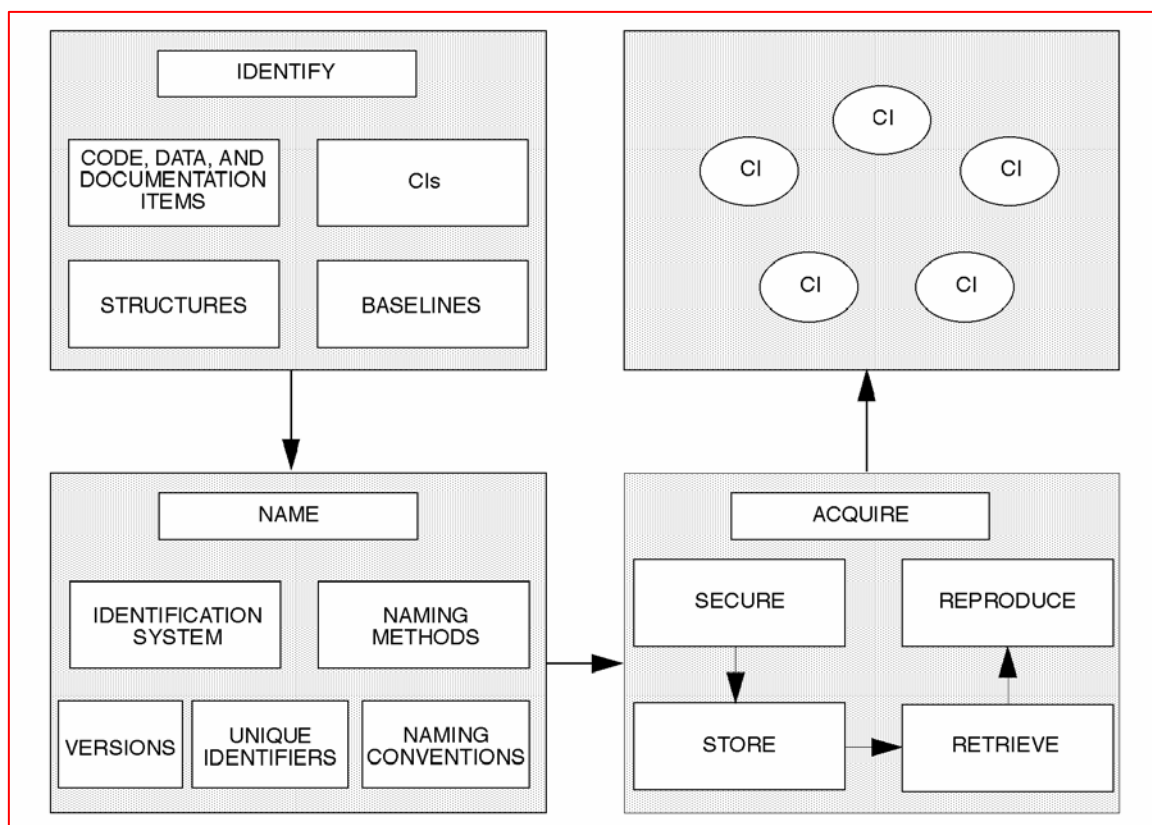 IDENTIFY
CODE, DATA, AND
DOCUMENTATION
ITEMS
CIs
STRUCTURES
BASELINES
CI
CI
CI
CI
CI
NAME
IDENTIFICATION
SYSTEM
NAMING
METHODS
VERSIONS
UNIQUE
IDENTIFIERS
NAMING
CONVENTIONS
ACQUIRE
SECURE
REPRODUCE
STORE
RETRIEVE